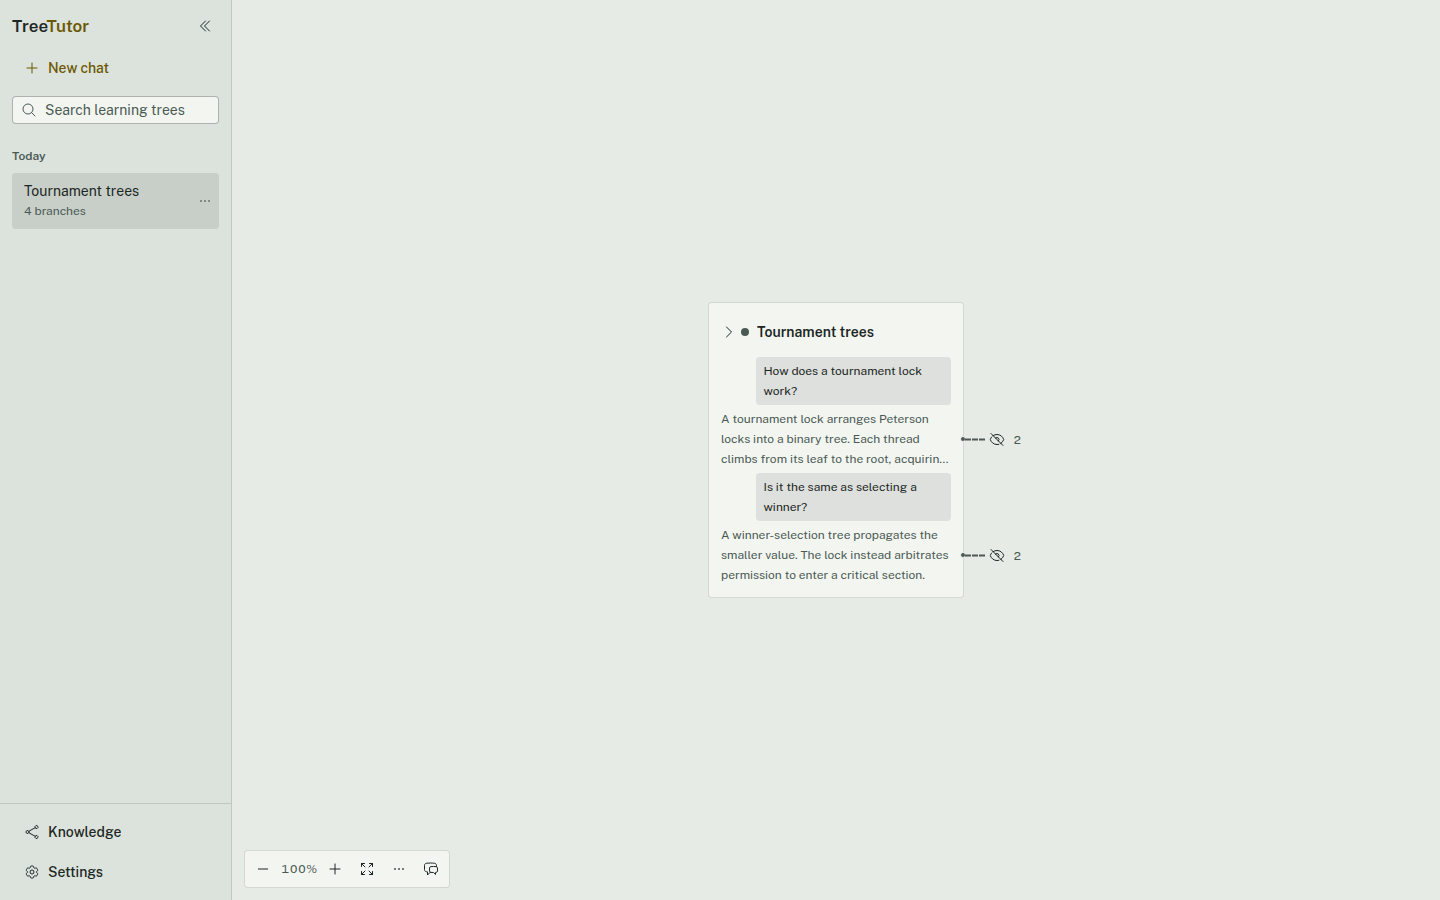 TreeTutor
New chat
Search learning trees
Today
Tournament trees
4 branches
Knowledge
Settings
Tournament trees
How does a tournament lock
work?
A tournament lock arranges Peterson
locks into a binary tree. Each thread
climbs from its leaf to the root, acquirin...
2
Is it the same as selecting a
winner?
A winner-selection tree propagates the
smaller value. The lock instead arbitrates
permission to enter a critical section.
2
100%